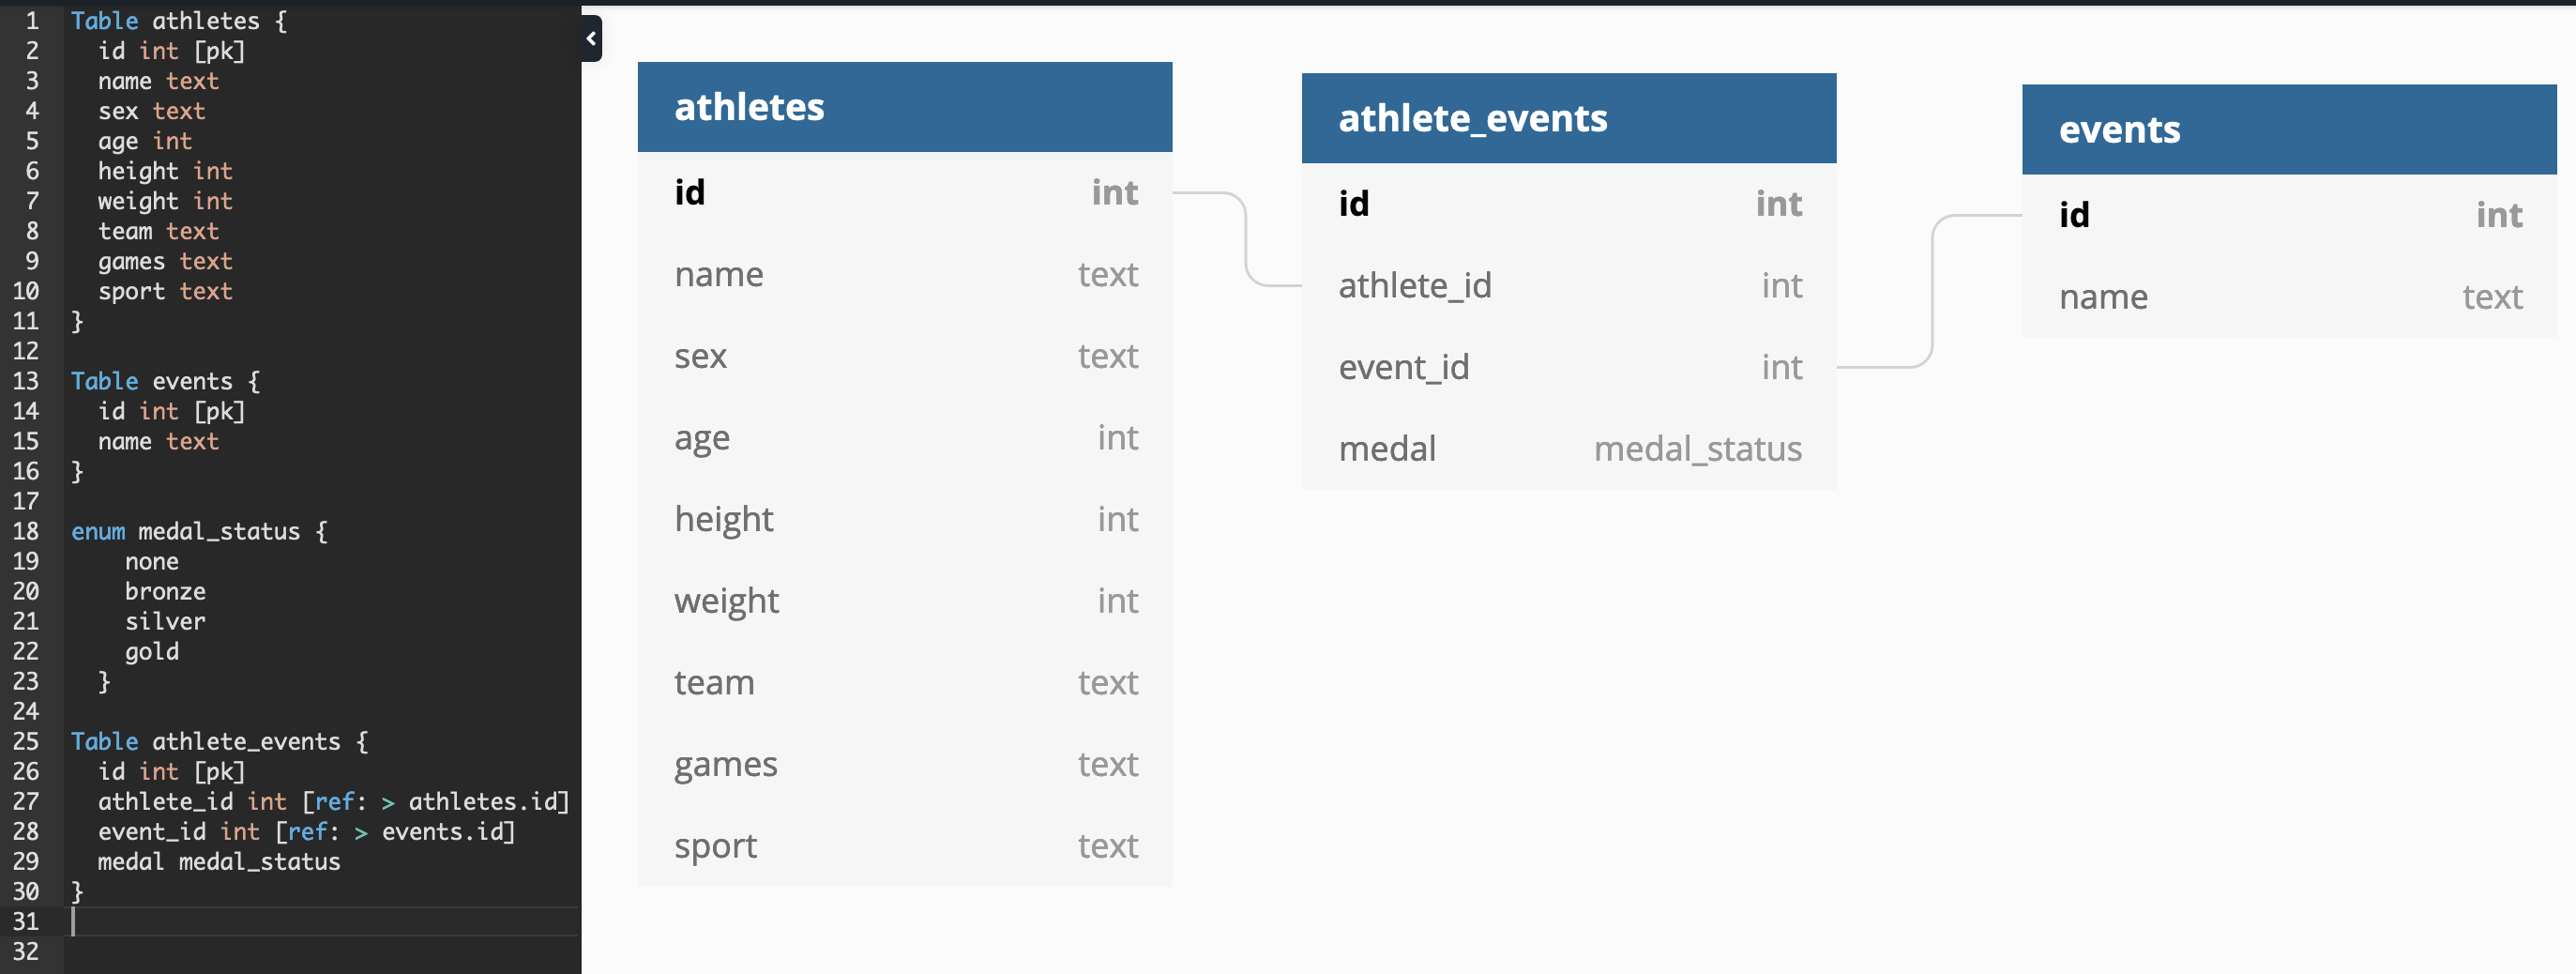 1 Table athletes {
2 id int [pk]
3 name text
4 sex text
5 age int
6 height int
7 weight int
8 team text
9 games text
10 sport text
11 }
12
13 Table events {
14 id int [pk]
15 name text
16 }
17
18 enum medal_status {
19 none
20 bronze
21 silver
22 gold
23 }
24
25 Table athlete_events {
26 id int [pk]
27 athlete_id int [ref: > athletes.id]
28 event_id int [ref: > events.id]
29 medal medal_status
30 }
31
32
athletes
id int
name text
sex text
age int
height int
weight int
team text
games text
sport text
athlete_events
id int
athlete_id int
event_id int
medal medal_status
events
id int
name text